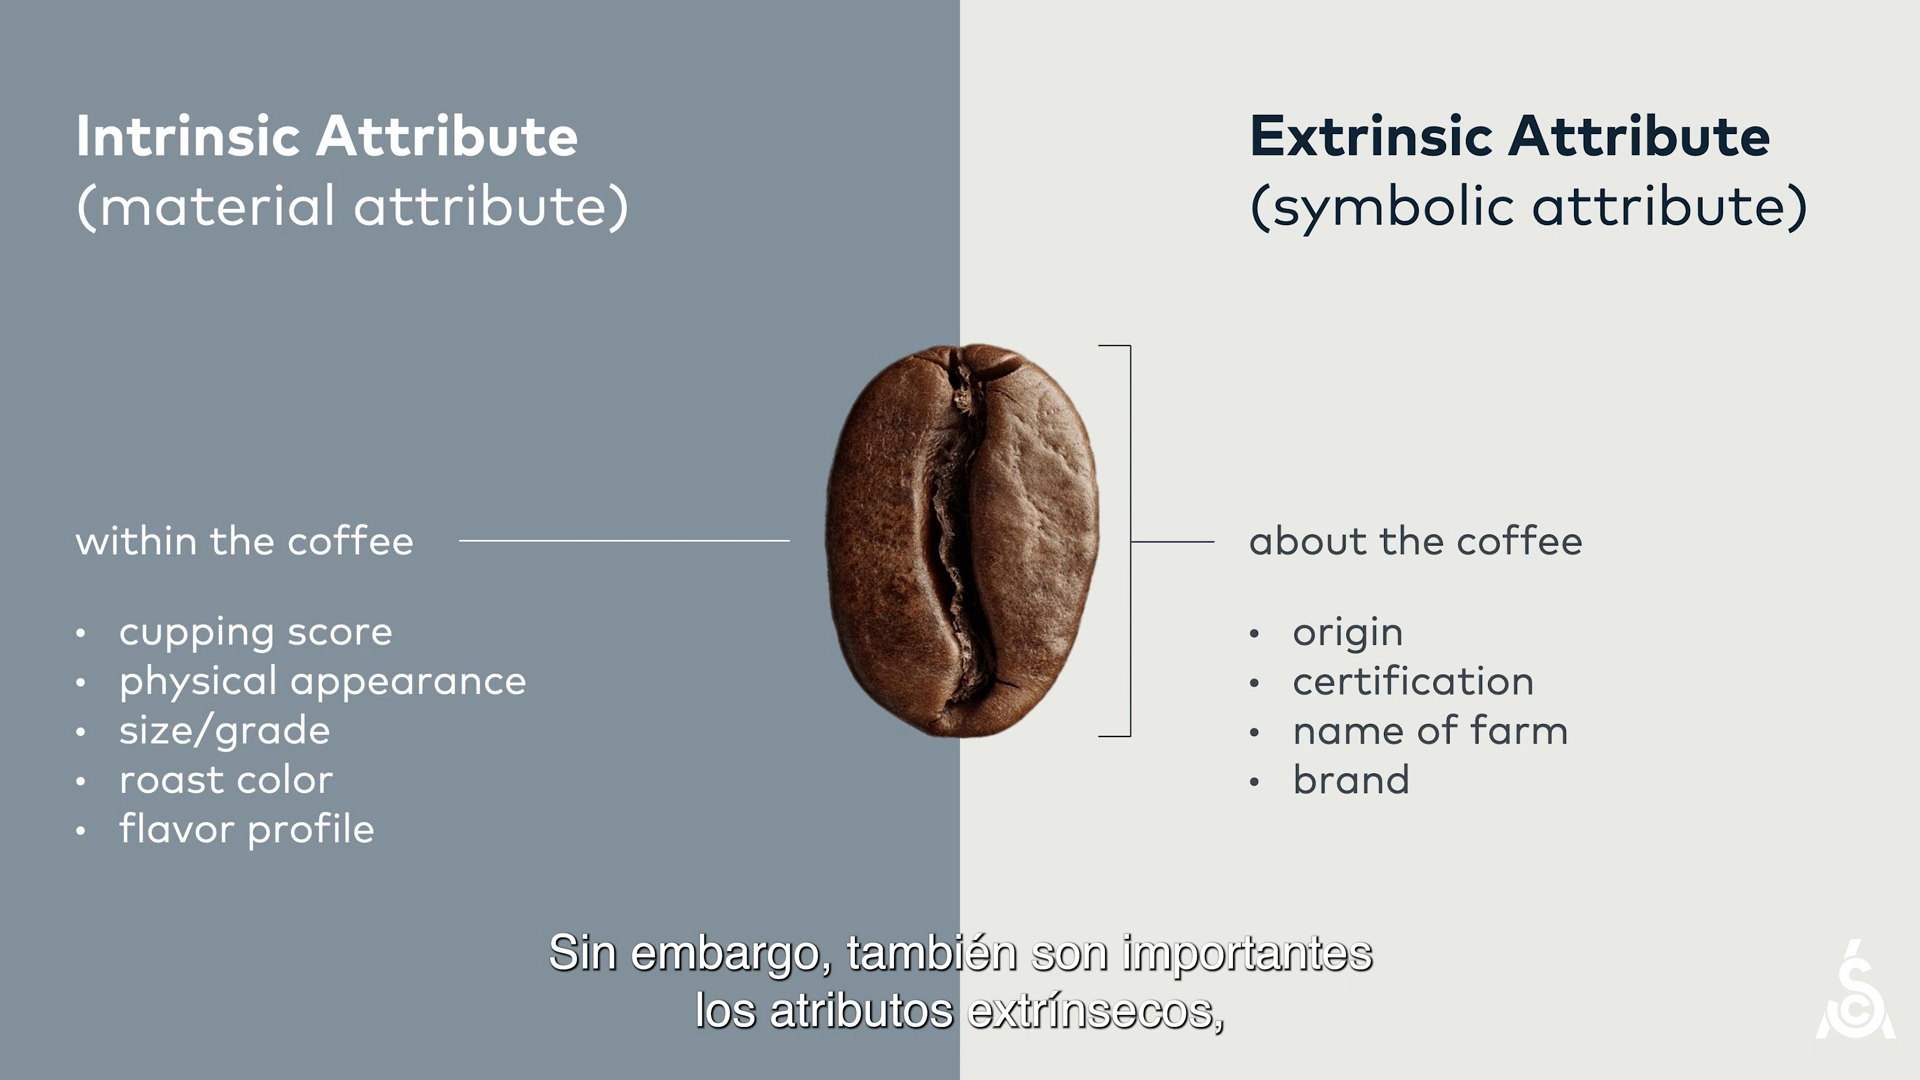 Intrinsic Attribute
(material attribute)
within the coffee
• cupping score
• physical appearance
• size/grade
• roast color
• flavor profile
Extrinsic Attribute
(symbolic attribute)
about the coffee
• origin
• certification
• name of farm
• brand
Sin embargo, también son importantes
los atributos extrínsecos,
SCA